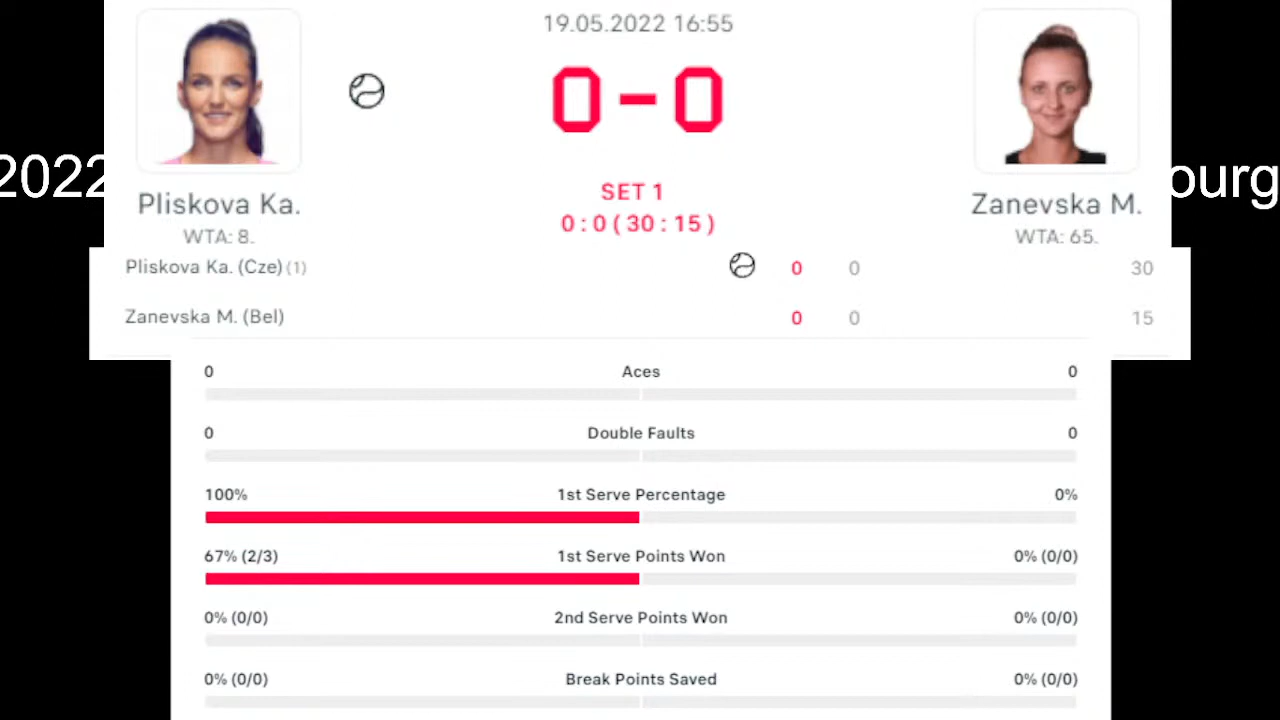 19.05.2022 16:55
0-0
2022
ourg
SET 1
0:0 (30:15)
Pliskova Ka.
WTA: 8.
Zanevska M.
WTA: 65.
Pliskova Ka. (Cze) (1) 0 0 30
Zanevska M. (Bel) 0 0 15
0 Aces 0
0 Double Faults 0
100% 1st Serve Percentage 0%
67% (2/3) 1st Serve Points Won 0% (0/0)
0% (0/0) 2nd Serve Points Won 0% (0/0)
0% (0/0) Break Points Saved 0% (0/0)